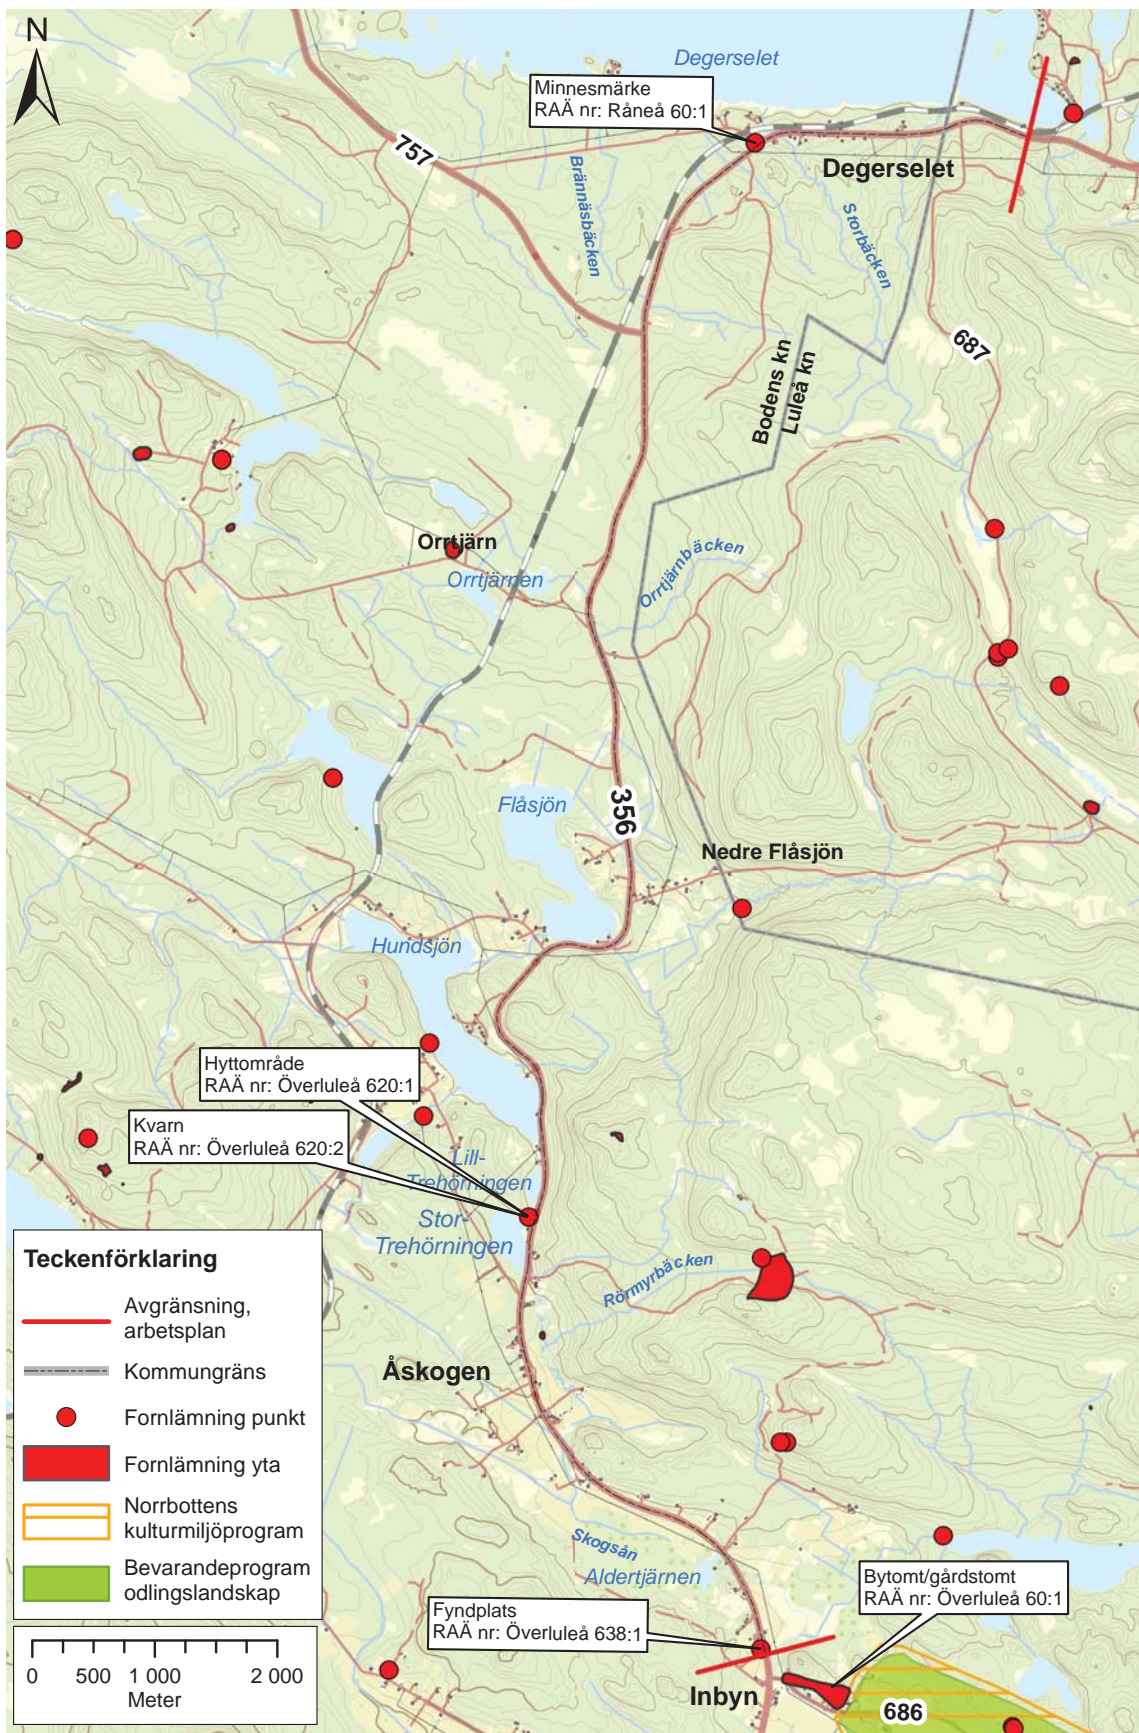 N
Degerselet
Minnesmärke
RAÄ nr: Råneå 60:1
757
Degerselet
Brännäsbäcken
Storbäcken
687
Bodens kn
Luleå kn
Orrtjärn
Orrtjärnen
Orrtjärnbäcken
Flåsjön
356
Nedre Flåsjön
Hundsjön
Hyttområde
RAÄ nr: Överluleå 620:1
Kvarn
RAÄ nr: Överluleå 620:2
Lill-
Trehörningen
Stor-
Trehörningen
Rörmyrbäcken
Åskogen
Skogsån
Aldertjärnen
Bytomt/gårdstomt
RAÄ nr: Överluleå 60:1
Fyndplats
RAÄ nr: Överluleå 638:1
Inbyn
686
Teckenförklaring
Avgränsning,
arbetsplan
Kommungräns
Fornlämning punkt
Fornlämning yta
Norrbottens
kulturmiljöprogram
Bevarandeprogram
odlingslandskap
0 500 1 000 2 000
Meter